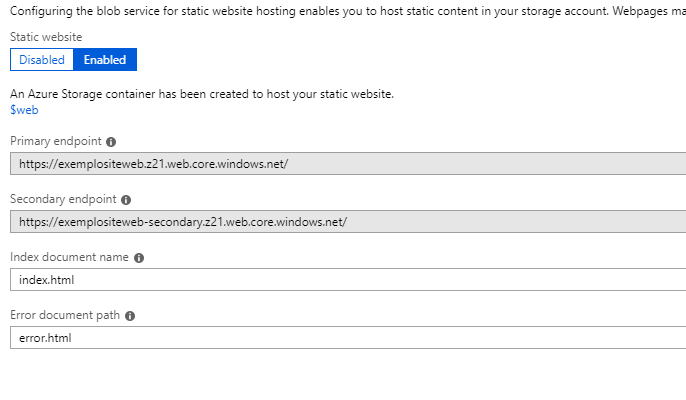 Configuring the blob service for static website hosting enables you to host static content in your storage account. Webpages
Static website
Disabled Enabled
An Azure Storage container has been created to host your static website.
$web
Primary endpoint
https://exemplositeweb.z21.web.core.windows.net/
Secondary endpoint
https://exemplositeweb-secondary.z21.web.core.windows.net/
Index document name
index.html
Error document path
error.html